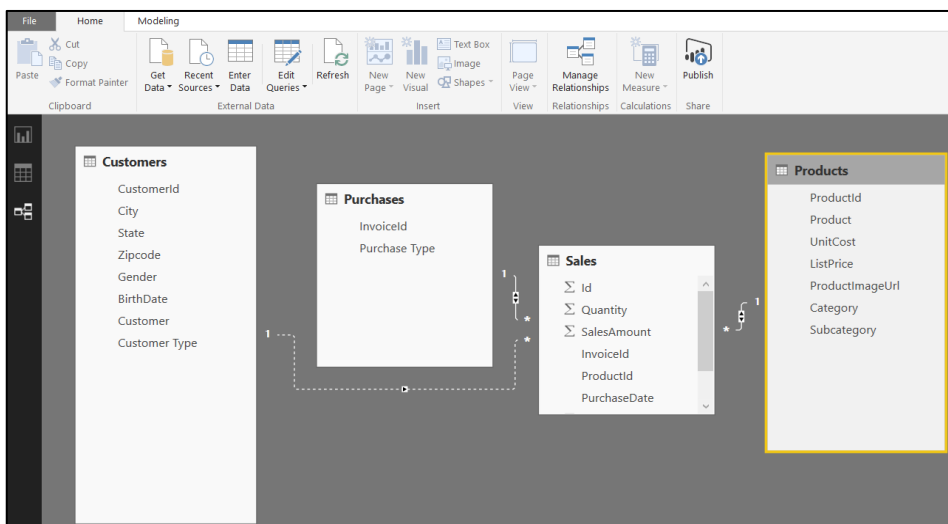 File Home Modeling
Paste
Cut
Copy
Format Painter
Clipboard
Get Data
Recent Sources
Enter Data
Edit Queries
External Data
Refresh
New Page
New Visual
Text Box
Image
Shapes
Insert
Page View
View
Manage Relationships
Relationships
New Measure
Calculations
Publish
Share
Customers
CustomerId
City
State
Zipcode
Gender
BirthDate
Customer
Customer Type
1
Purchases
InvoiceId
Purchase Type
1
*
*
Sales
Σ Id
Σ Quantity
Σ SalesAmount
InvoiceId
ProductId
PurchaseDate
*
1
Products
ProductId
Product
UnitCost
ListPrice
ProductImageUrl
Category
Subcategory